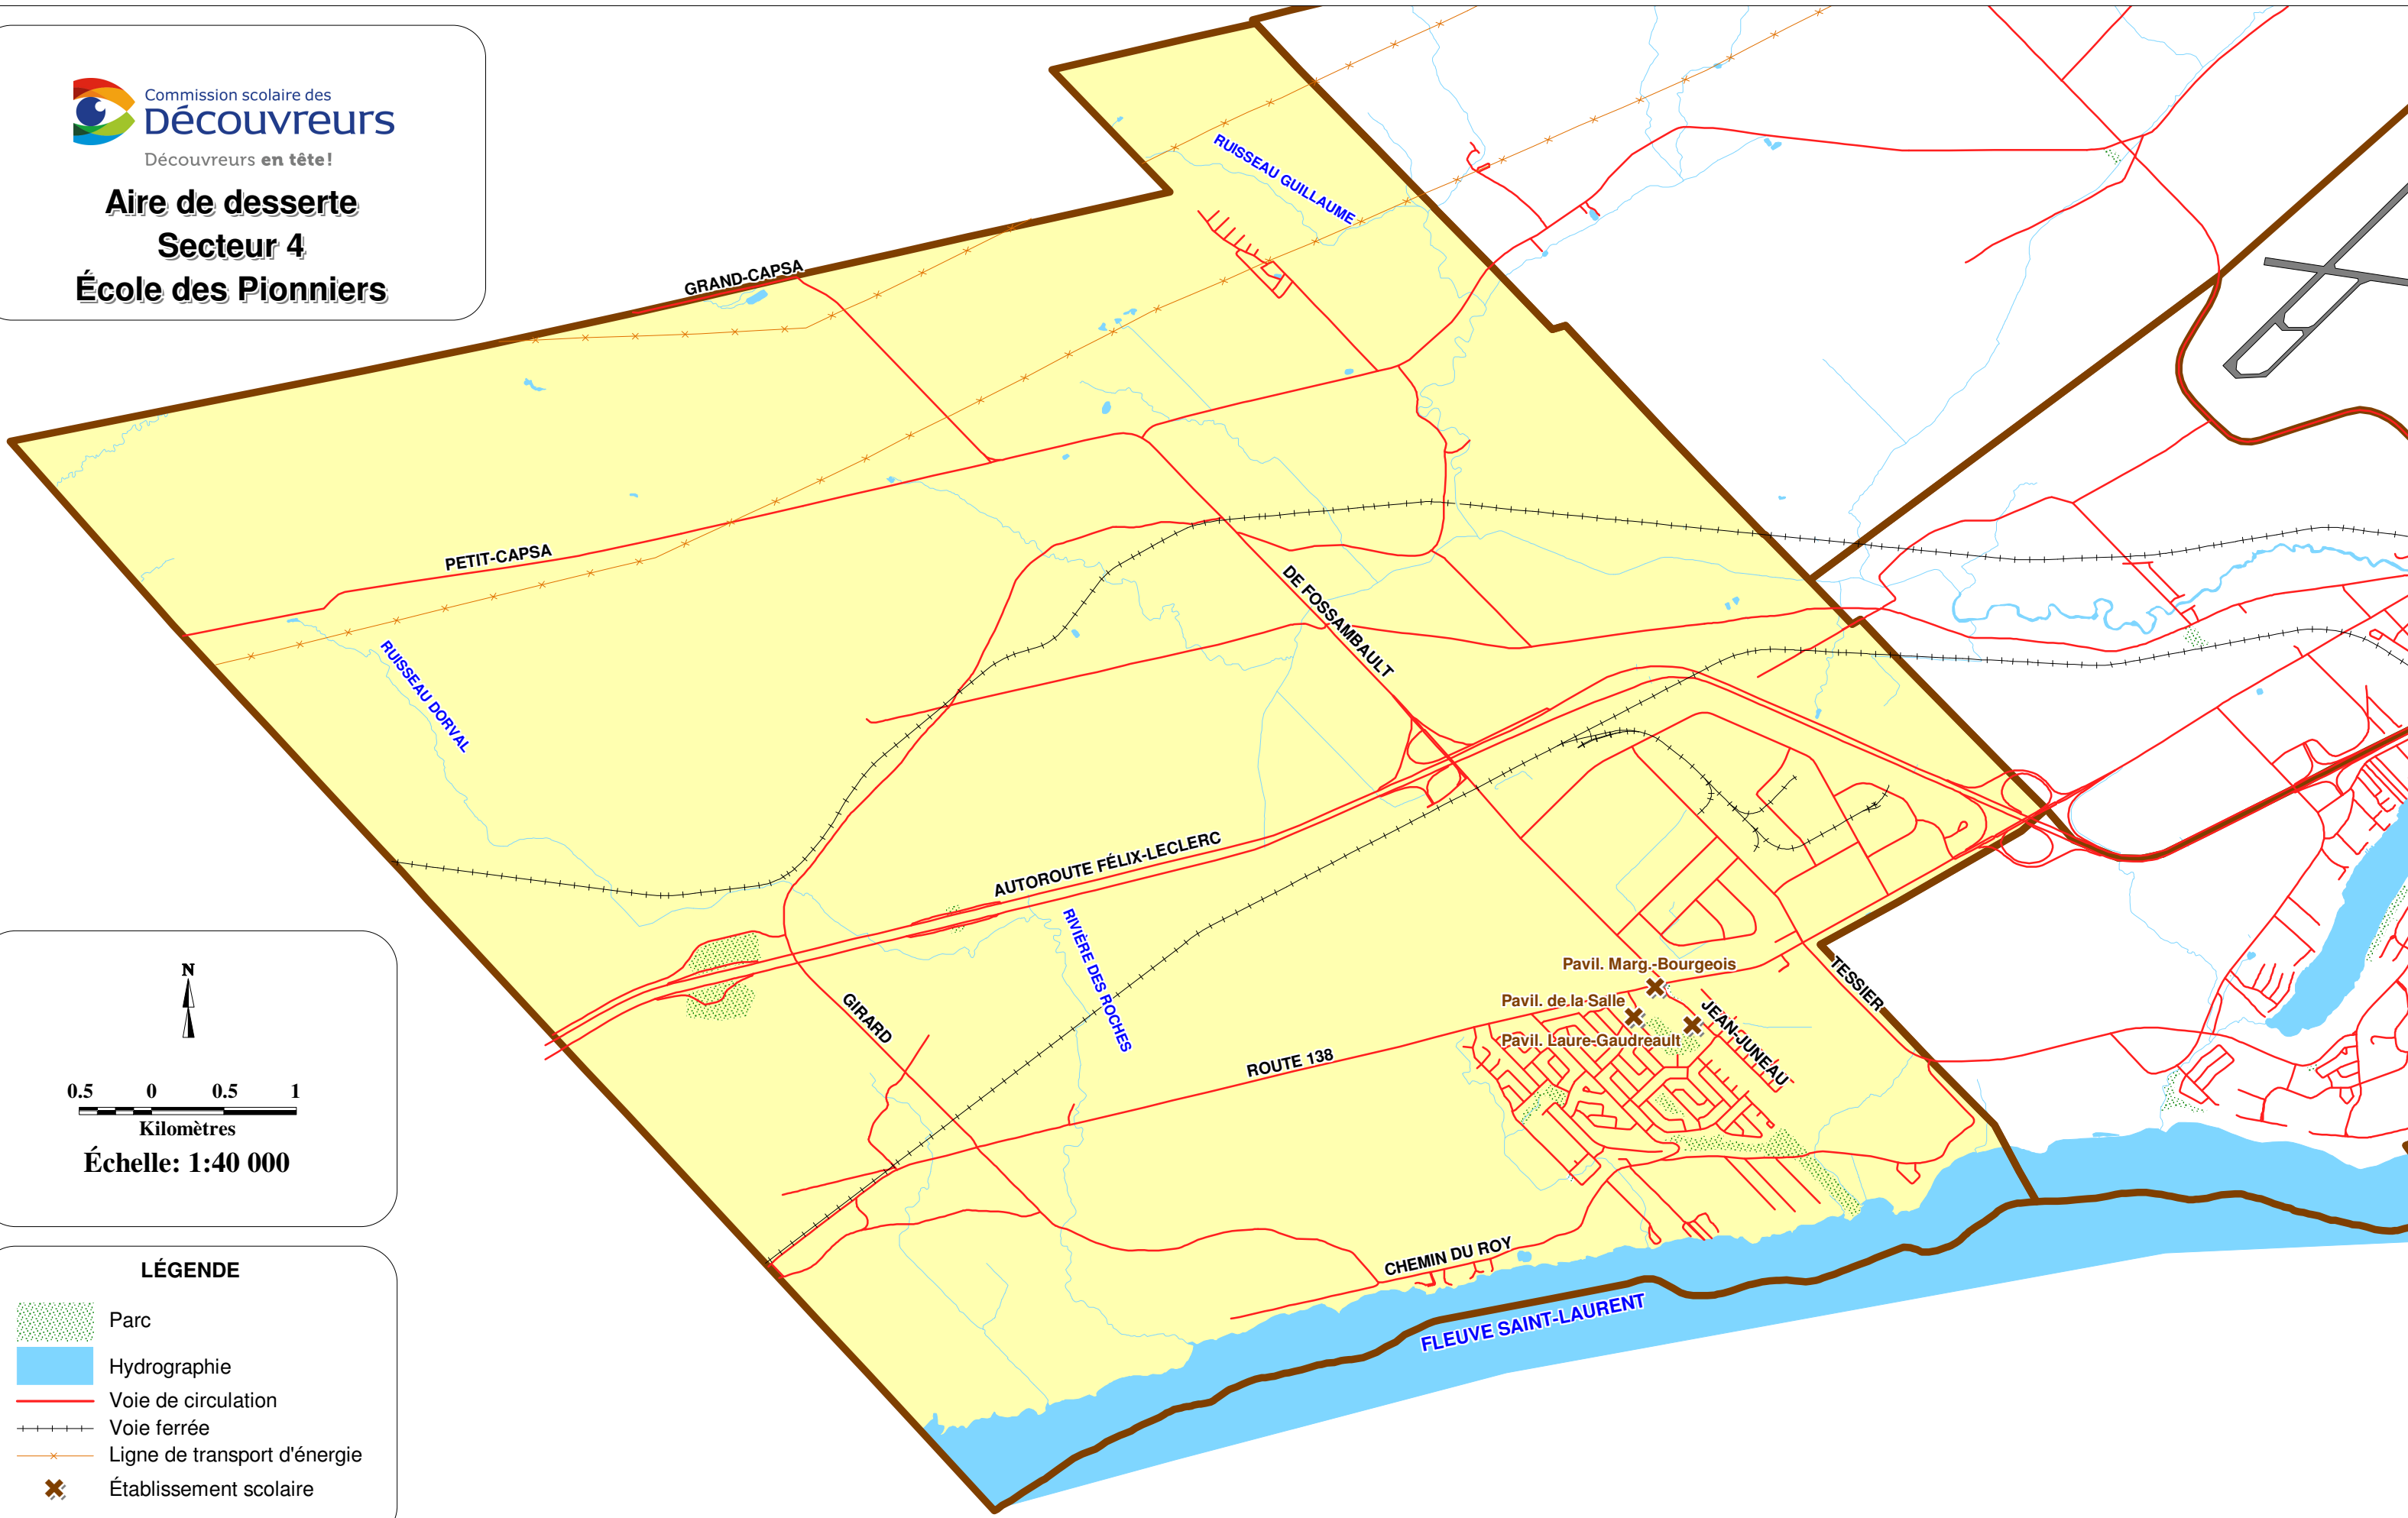 Commission scolaire des
Découvreurs
Découvreurs en tête!
Aire de desserte
Secteur 4
École des Pionniers
GRAND-CAPSA
RUISSEAU GUILLAUME
PETIT-CAPSA
RUISSEAU DORVAL
DE FOSSAMBAULT
AUTOROUTE FÉLIX-LECLERC
RIVIÈRE DES ROCHES
GIRARD
ROUTE 138
Pavil. Marg.-Bourgeois
Pavil. de la Salle
Pavil. Laure-Gaudreault
JEAN-JUNEAU
TESSIER
CHEMIN DU ROY
FLEUVE SAINT-LAURENT
N
0.5 0 0.5 1
Kilomètres
Échelle: 1:40 000
LÉGENDE
Parc
Hydrographie
Voie de circulation
Voie ferrée
Ligne de transport d'énergie
Établissement scolaire